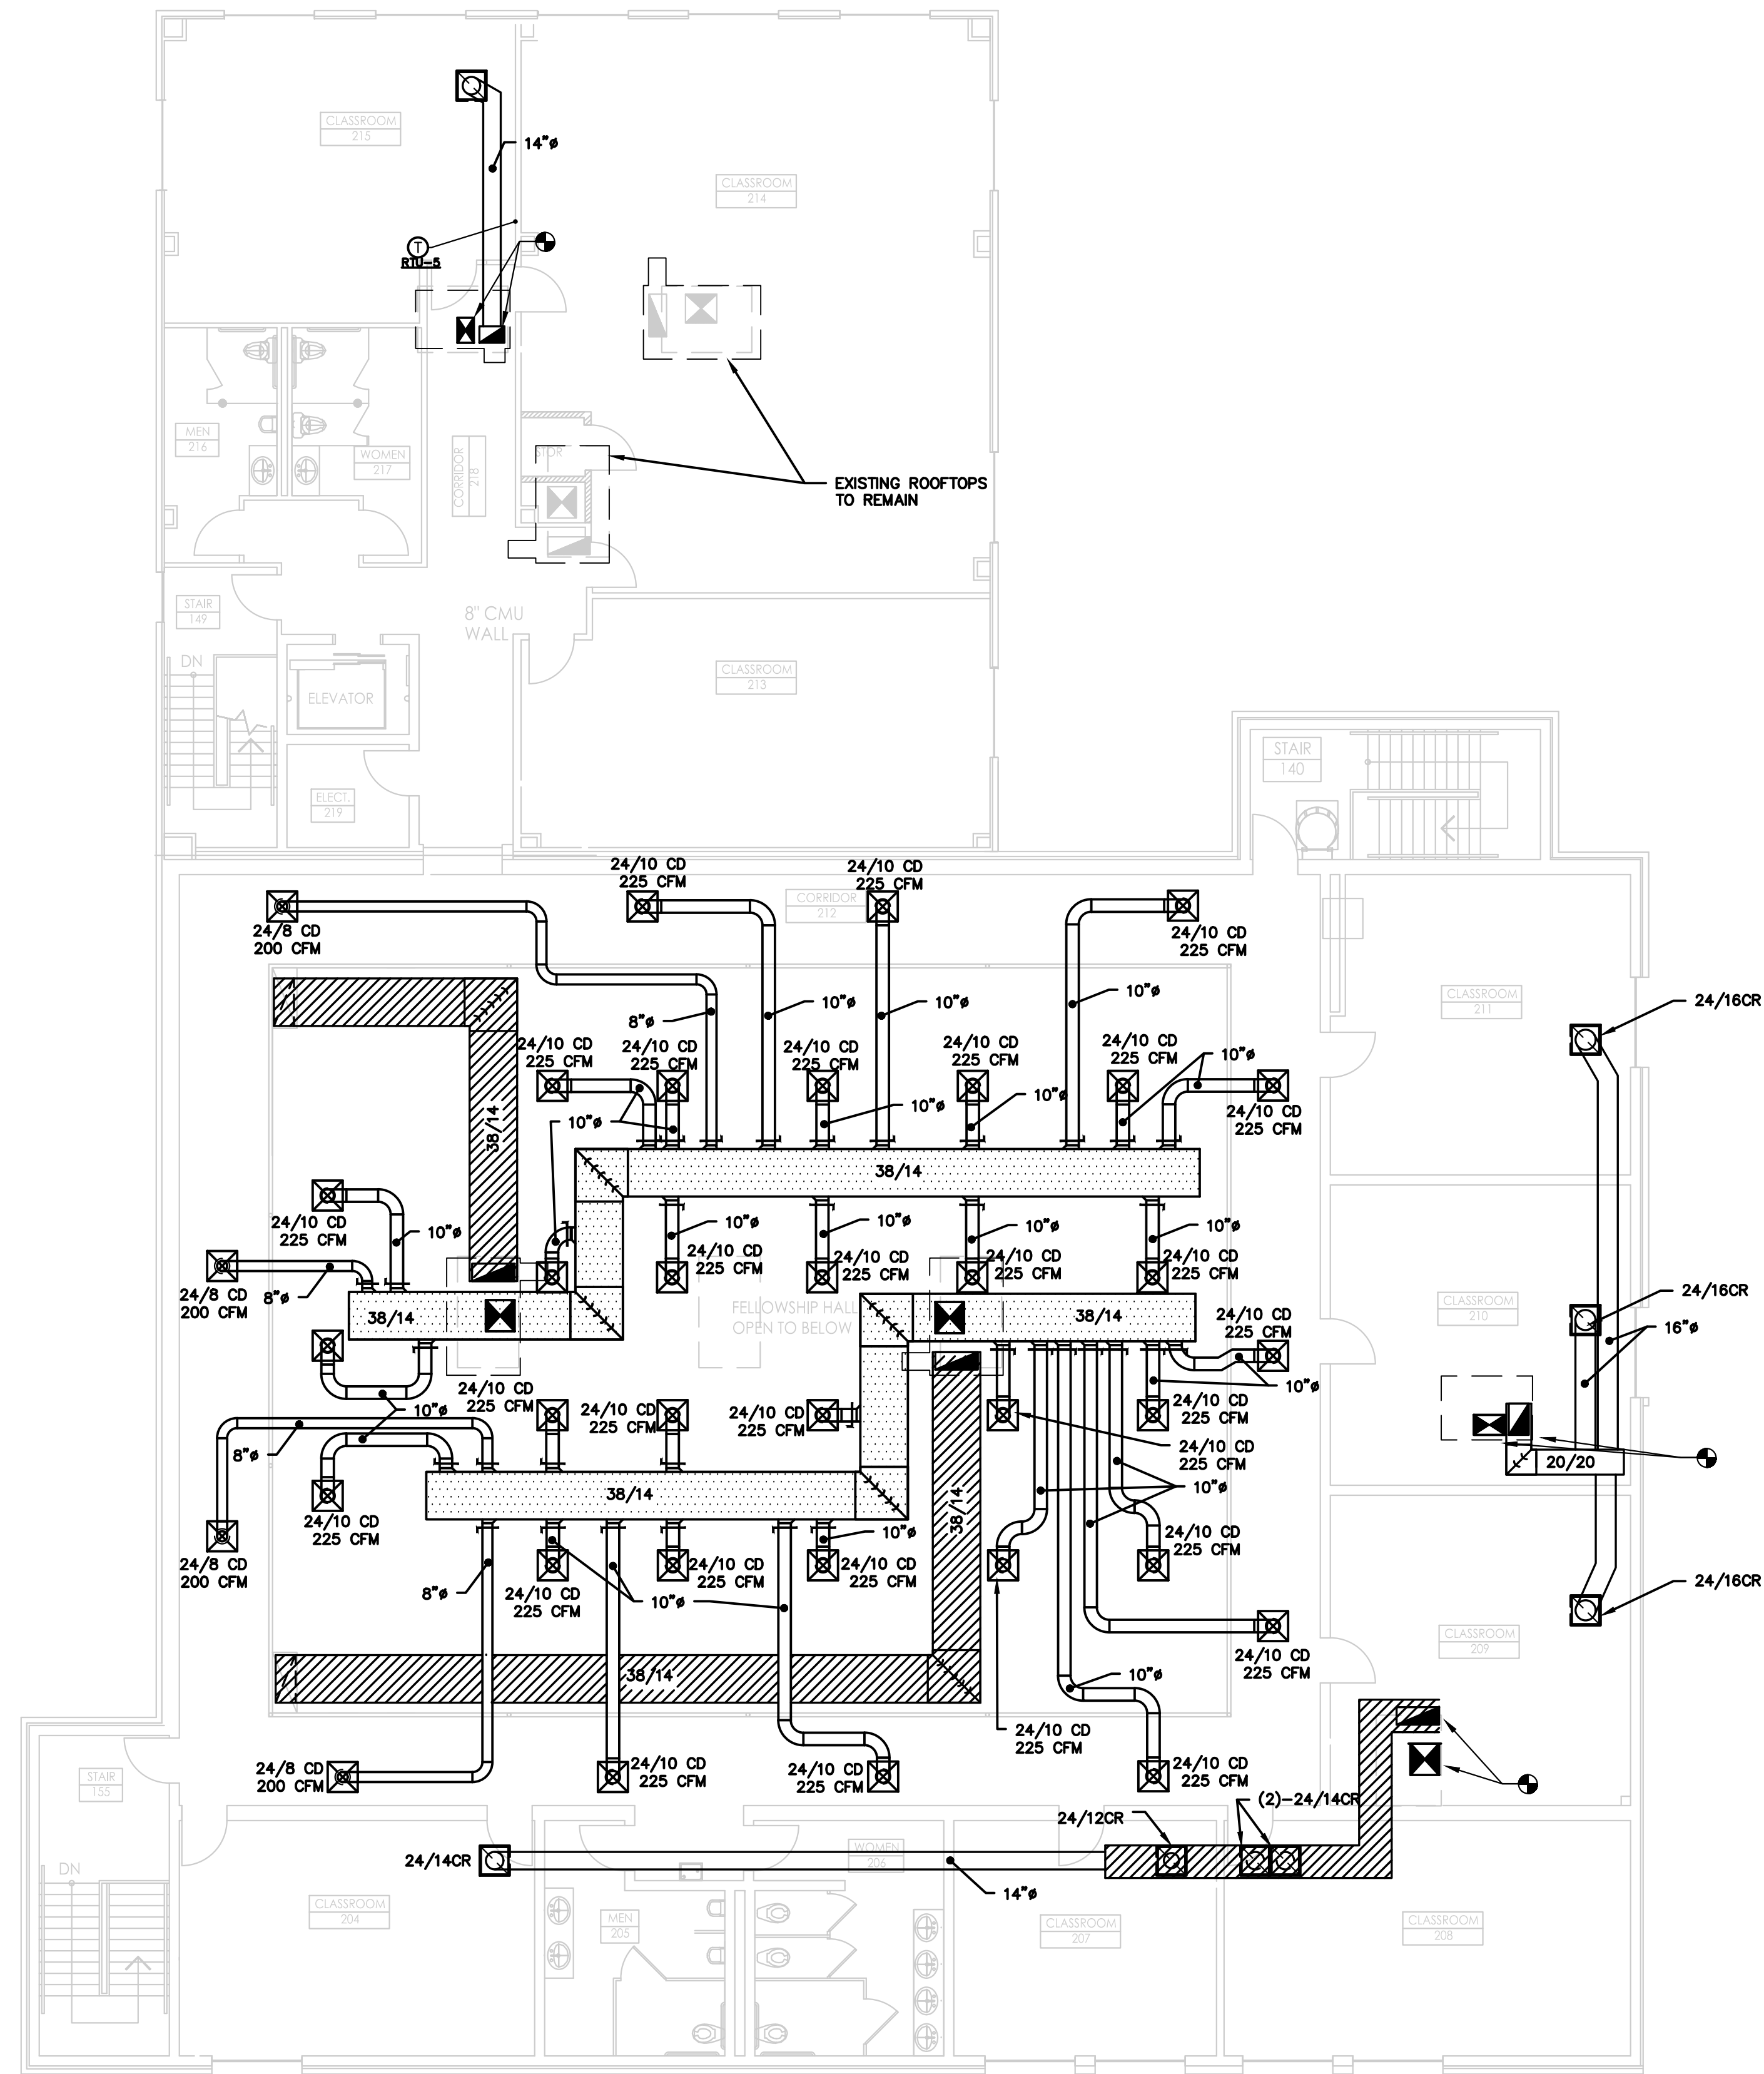 CLASSROOM
215
14"ø
CLASSROOM
214
T
RTU-5
MEN
216
WOMEN
217
CORRIDOR
218
STOR
EXISTING ROOFTOPS
TO REMAIN
STAIR
149
8" CMU
WALL
DN
ELEVATOR
CLASSROOM
213
ELECT.
219
STAIR
140
24/10 CD
225 CFM
24/10 CD
225 CFM
CORRIDOR
212
24/8 CD
200 CFM
24/10 CD
225 CFM
10"ø
10"ø
10"ø
8"ø
CLASSROOM
211
24/16CR
24/10 CD
225 CFM
24/10 CD
225 CFM
24/10 CD
225 CFM
24/10 CD
225 CFM
24/10 CD
225 CFM
10"ø
10"ø
10"ø
10"ø
24/10 CD
225 CFM
38/14
38/14
24/10 CD
225 CFM
10"ø
10"ø
10"ø
10"ø
10"ø
24/10 CD
225 CFM
24/10 CD
225 CFM
24/10 CD
225 CFM
24/10 CD
225 CFM
24/8 CD
200 CFM
8"ø
38/14
FELLOWSHIP HALL
OPEN TO BELOW
38/14
24/10 CD
225 CFM
CLASSROOM
210
24/16CR
16"ø
24/10 CD
225 CFM
10"ø
24/10 CD
225 CFM
24/10 CD
225 CFM
10"ø
24/10 CD
225 CFM
8"ø
24/10 CD
225 CFM
20/20
38/14
38/14
10"ø
24/10 CD
225 CFM
10"ø
24/10 CD
225 CFM
24/8 CD
200 CFM
8"ø
24/10 CD
225 CFM
10"ø
24/10 CD
225 CFM
24/10 CD
225 CFM
24/16CR
CLASSROOM
209
24/10 CD
225 CFM
38/14
10"ø
24/10 CD
225 CFM
STAIR
155
24/8 CD
200 CFM
24/10 CD
225 CFM
24/10 CD
225 CFM
24/10 CD
225 CFM
(2)-24/14CR
24/12CR
24/14CR
WOMEN
206
14"ø
DN
CLASSROOM
204
MEN
205
CLASSROOM
207
CLASSROOM
208